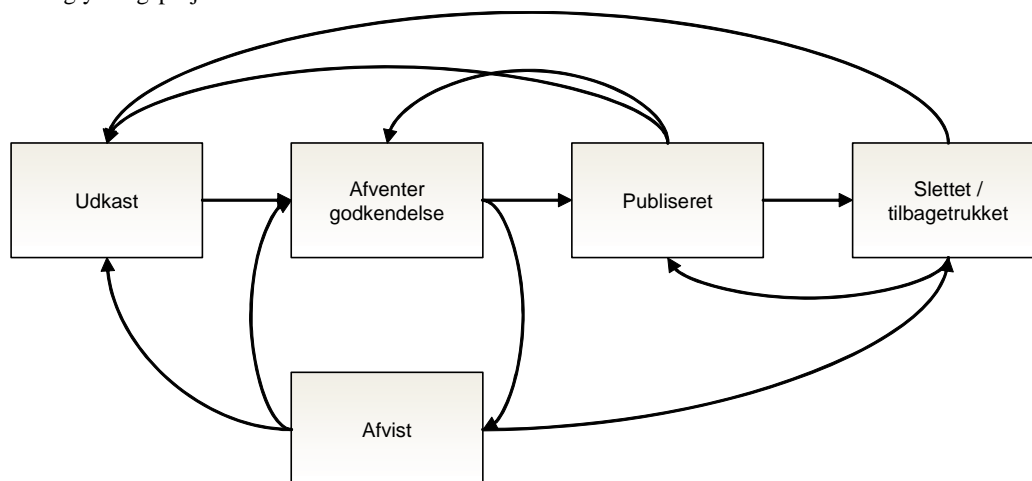 Udkast
Afventer
godkendelse
Publiseret
Slettet /
tilbagetrukket
Afvist